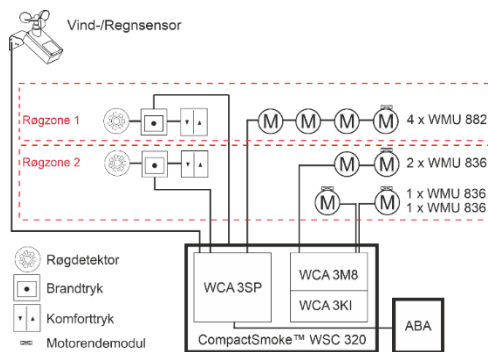 Vind-/Regnsensor
Røgzone 1
M M M M 4 x WMU 882
Røgzone 2
M M 2 x WMU 836
M M 1 x WMU 836
1 x WMU 836
Røgdetektor
Brandtryk
Komforttryk
Motorendemodul
WCA 3SP
WCA 3M8
WCA 3KI
CompactSmoke™ WSC 320
ABA